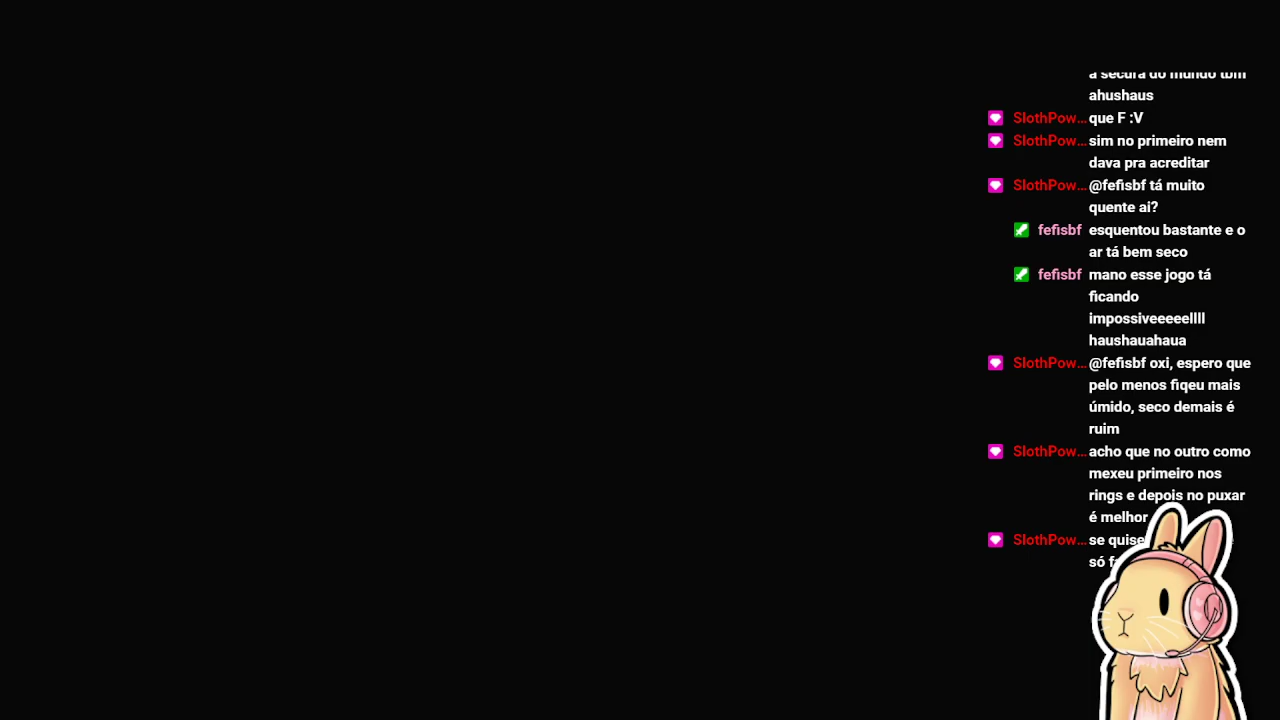 a secura do mundo tbm
ahushaus
SlothPow... que F :V
SlothPow... sim no primeiro nem
dava pra acreditar
SlothPow... @fefisbf tá muito
quente ai?
fefisbf esquentou bastante e o
ar tá bem seco
fefisbf mano esse jogo tá
ficando
impossiveeeeellll
haushauahaua
SlothPow... @fefisbf oxi, espero que
pelo menos fiqeu mais
úmido, seco demais é
ruim
SlothPow... acho que no outro como
mexeu primeiro nos
rings e depois no puxar
é melhor
SlothPow... se
só